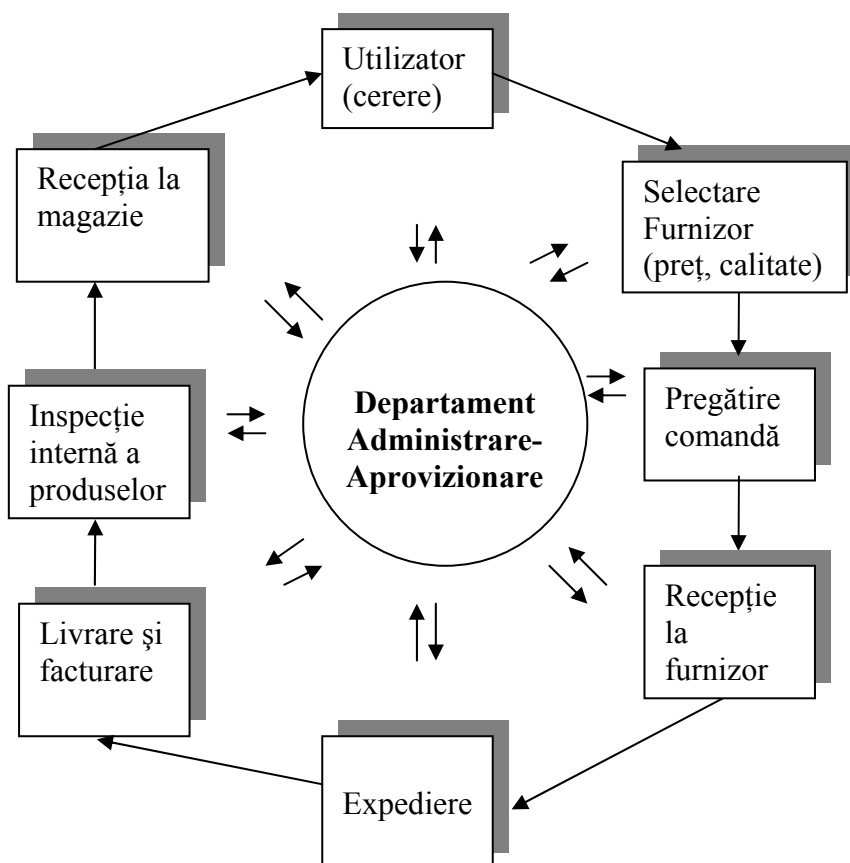 Utilizator
(cerere)
Selectare
Furnizor
(preț, calitate)
Pregătire
comandă
Recepție
la
furnizor
Expediere
Livrare şi
facturare
Inspecție
internă a
produselor
Recepția la
magazie
Departament
Administrare-
Aprovizionare